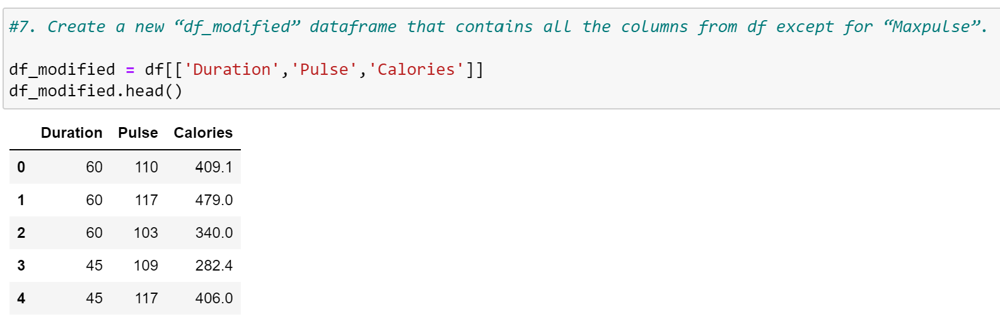 #7. Create a new “df_modified” dataframe that contains all the columns from df except for “Maxpulse”.
df_modified = df[['Duration','Pulse','Calories']]
df_modified.head()
Duration Pulse Calories
0 60 110 409.1
1 60 117 479.0
2 60 103 340.0
3 45 109 282.4
4 45 117 406.0